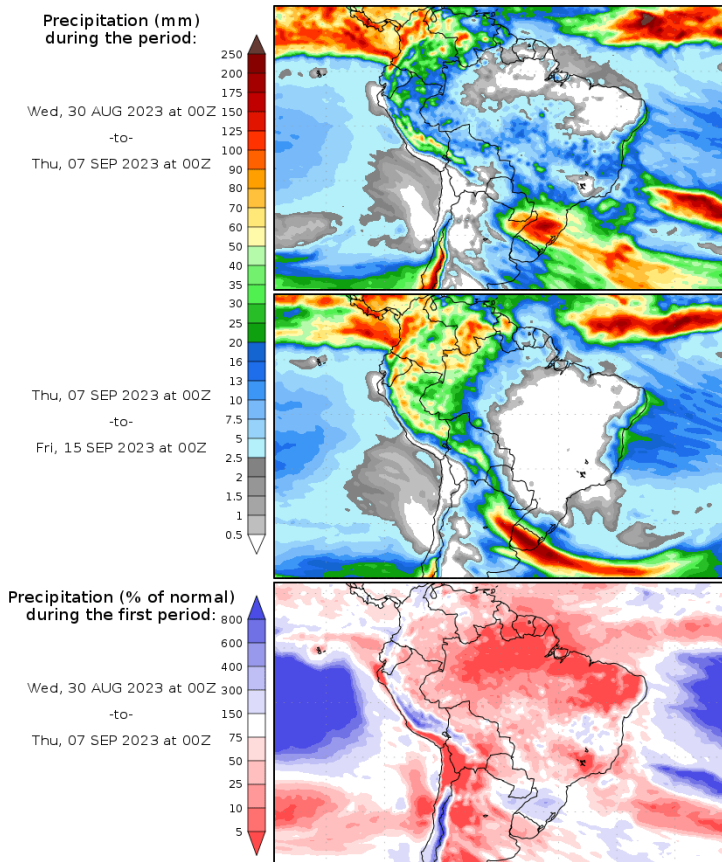 Precipitation (mm)
during the period:
250
200
175
150
125
100
90
80
70
60
50
40
35
30
25
20
16
13
10
7.5
5
2.5
2
1.5
1
0.5
Wed, 30 AUG 2023 at 00Z
-to-
Thu, 07 SEP 2023 at 00Z
Thu, 07 SEP 2023 at 00Z
-to-
Fri, 15 SEP 2023 at 00Z
Precipitation (% of normal)
during the first period:
800
600
400
300
150
75
50
25
10
5
Wed, 30 AUG 2023 at 00Z
-to-
Thu, 07 SEP 2023 at 00Z